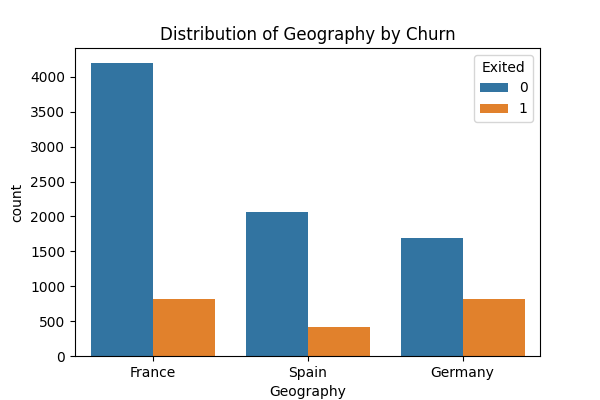 Distribution of Geography by Churn
4000
3500
3000
2500
2000
1500
1000
500
0
count
Exited
0
1
France
Spain
Germany
Geography